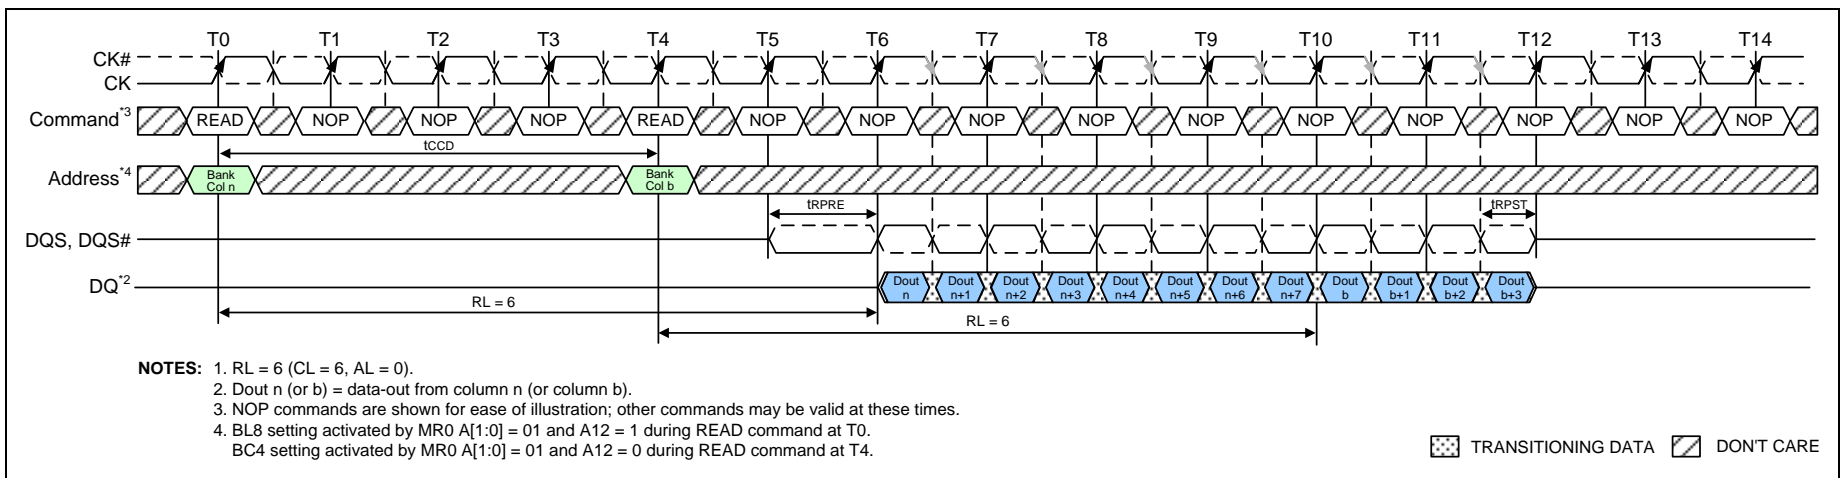 T0 T1 T2 T3 T4 T5 T6 T7 T8 T9 T10 T11 T12 T13 T14
CK#
CK
Command*3 READ NOP NOP NOP READ NOP NOP NOP NOP NOP NOP NOP NOP NOP NOP
tCCD
Address*4 Bank Col n Bank Col b
tRPRE tRPST
DQS, DQS#
DQ*2 Dout n Dout n+1 Dout n+2 Dout n+3 Dout n+4 Dout n+5 Dout n+6 Dout n+7 Dout b Dout b+1 Dout b+2 Dout b+3
RL = 6
RL = 6
NOTES: 1. RL = 6 (CL = 6, AL = 0).
2. Dout n (or b) = data-out from column n (or column b).
3. NOP commands are shown for ease of illustration; other commands may be valid at these times.
4. BL8 setting activated by MR0 A[1:0] = 01 and A12 = 1 during READ command at T0.
BC4 setting activated by MR0 A[1:0] = 01 and A12 = 0 during READ command at T4.
TRANSITIONING DATA DON'T CARE